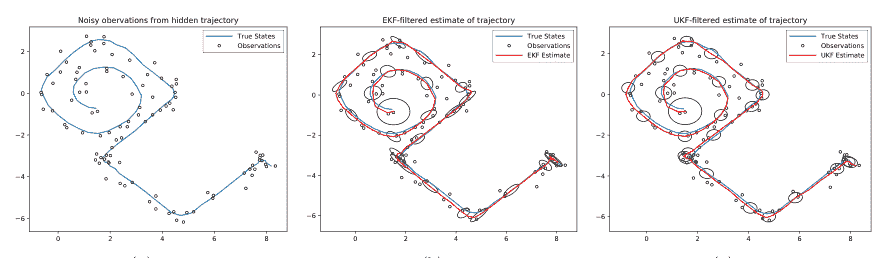 Noisy obervations from hidden trajectory
True States
Observations
2
0
−2
−4
−6
0
2
4
6
8
EKF-filtered estimate of trajectory
True States
Observations
EKF Estimate
2
0
−2
−4
−6
0
2
4
6
8
UKF-filtered estimate of trajectory
True States
Observations
UKF Estimate
2
0
−2
−4
−6
0
2
4
6
8